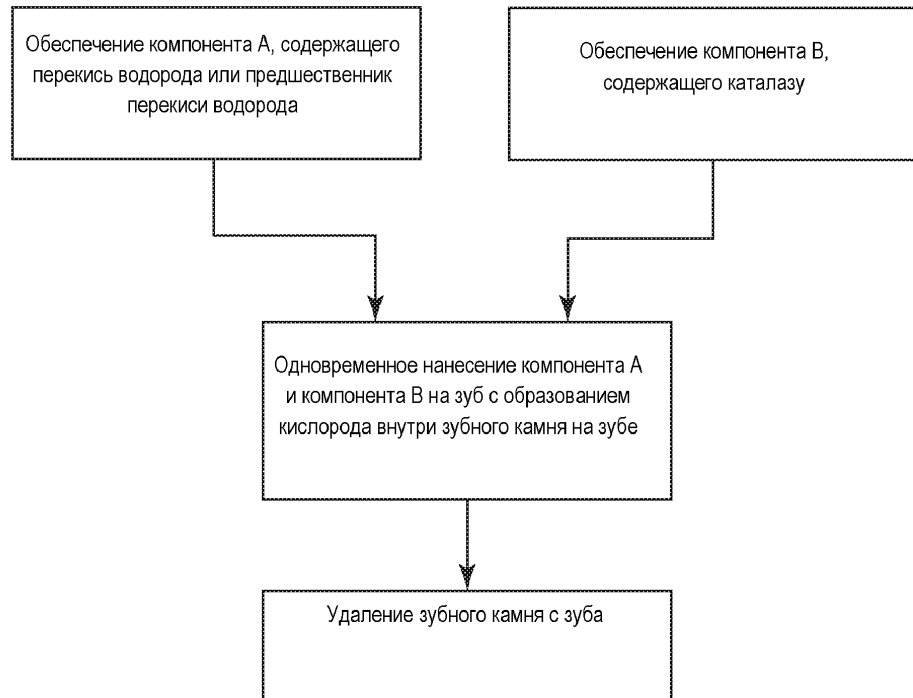 Обеспечение компонента А, содержащего
перекись водорода или предшественник
перекиси водорода
Обеспечение компонента В,
содержащего каталазу
Одновременное нанесение компонента А
и компонента В на зуб с образованием
кислорода внутри зубного камня на зубе
Удаление зубного камня с зуба